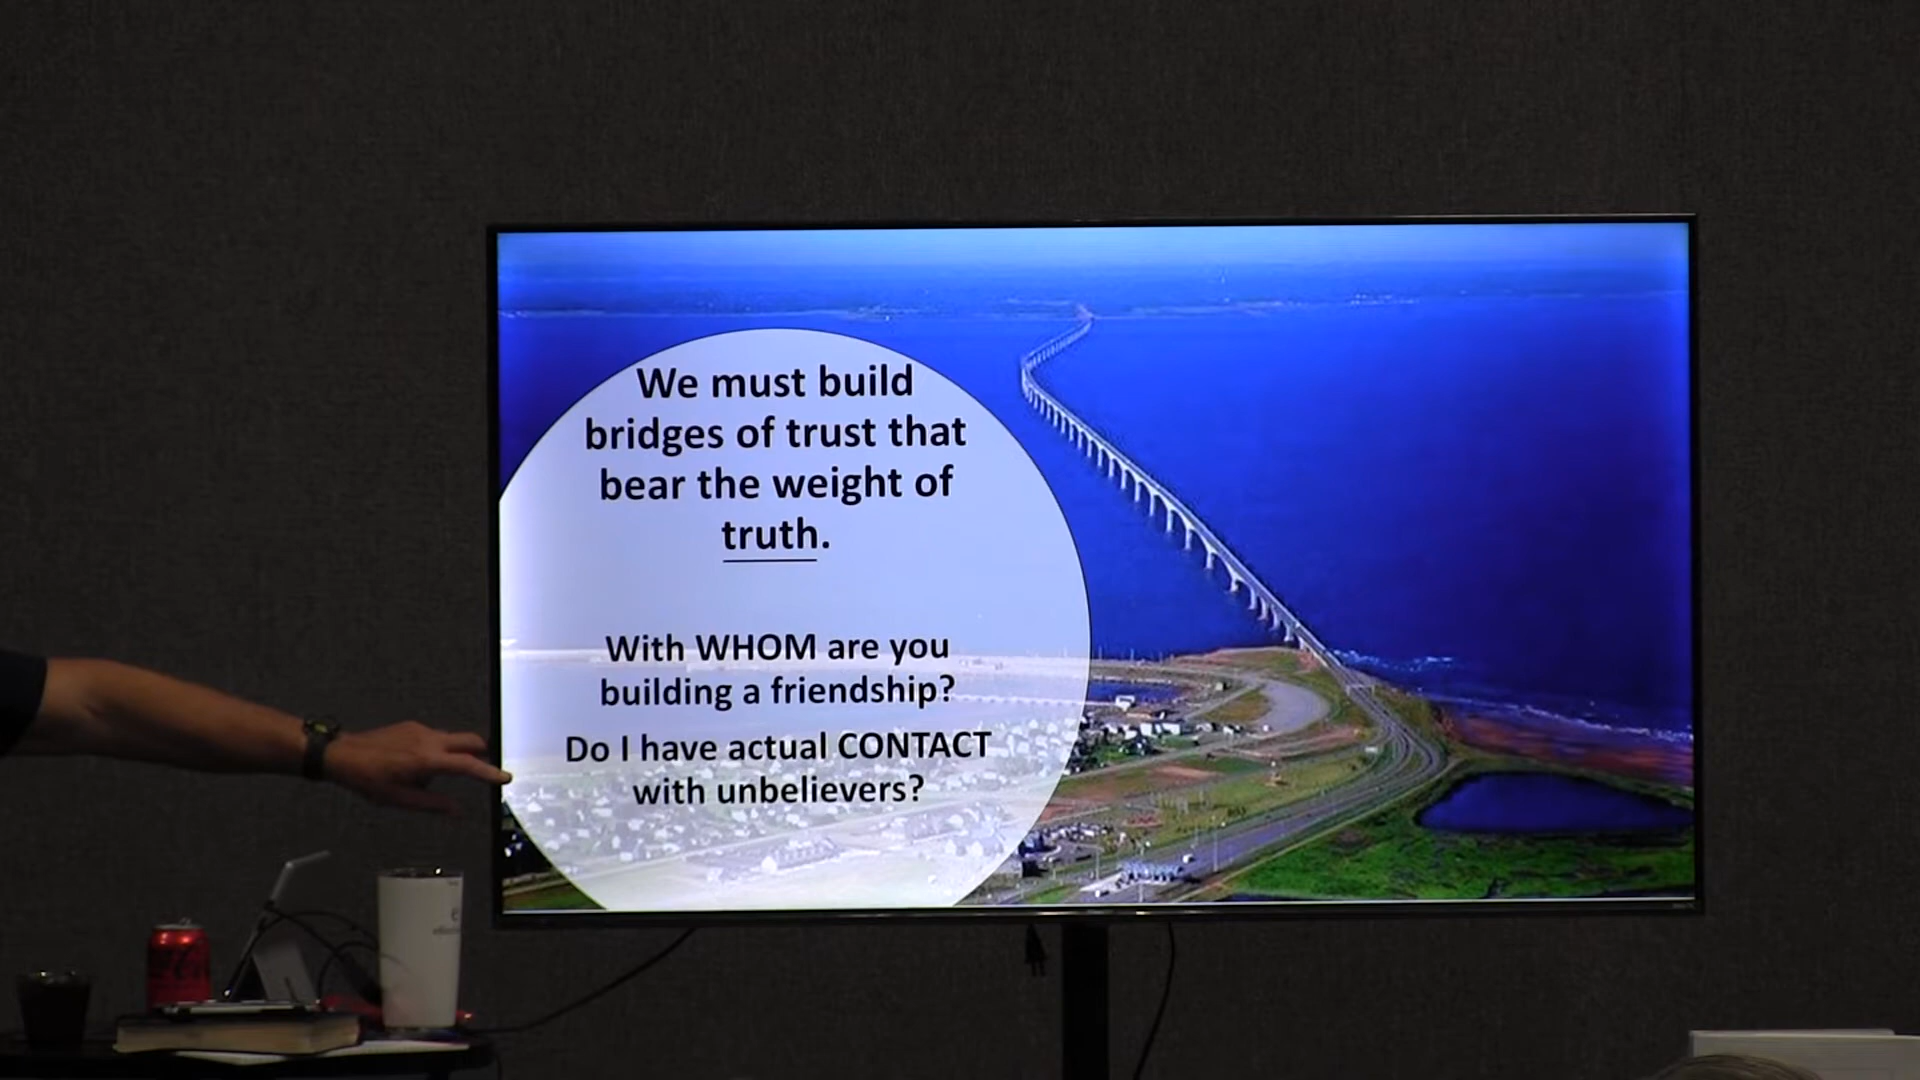 We must build
bridges of trust that
bear the weight of
truth.
With WHOM are you
building a friendship?
Do I have actual CONTACT
with unbelievers?